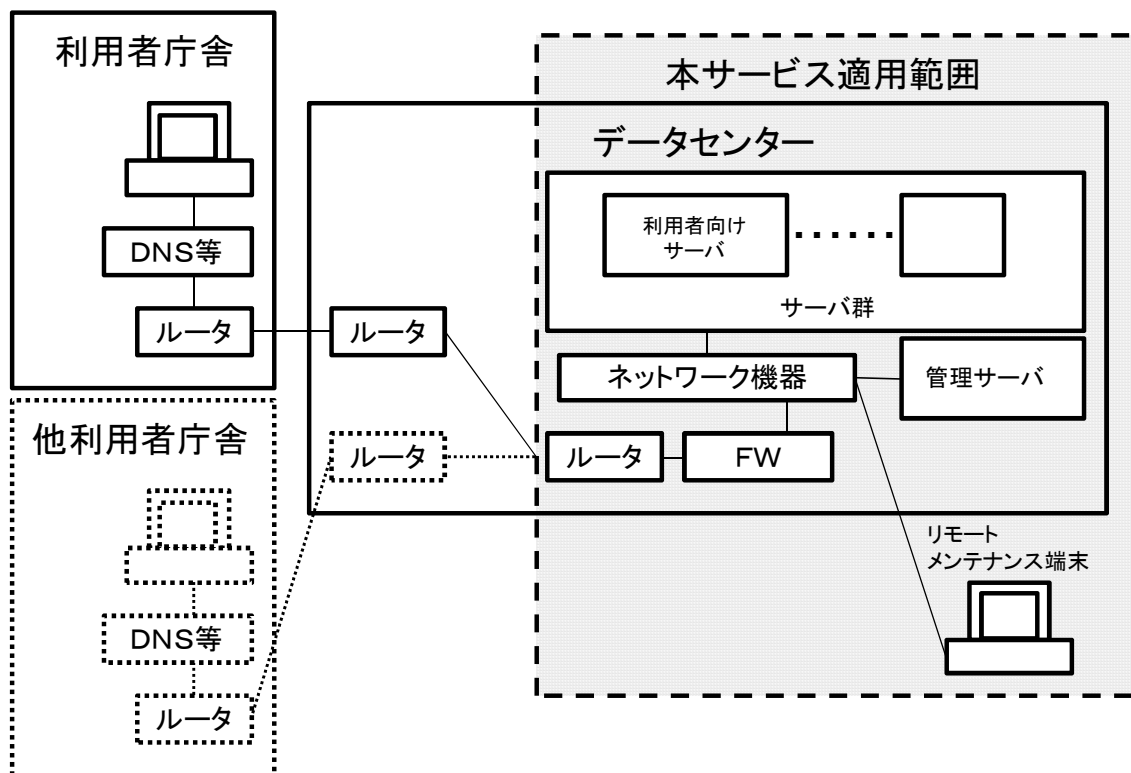 利用者庁舎
DNS等
ルータ
他利用者庁舎
DNS等
ルータ
ルータ
ルータ
本サービス適用範囲
データセンター
利用者向け
サーバ
サーバ群
ネットワーク機器
管理サーバ
ルータ
FW
リモート
メンテナンス端末